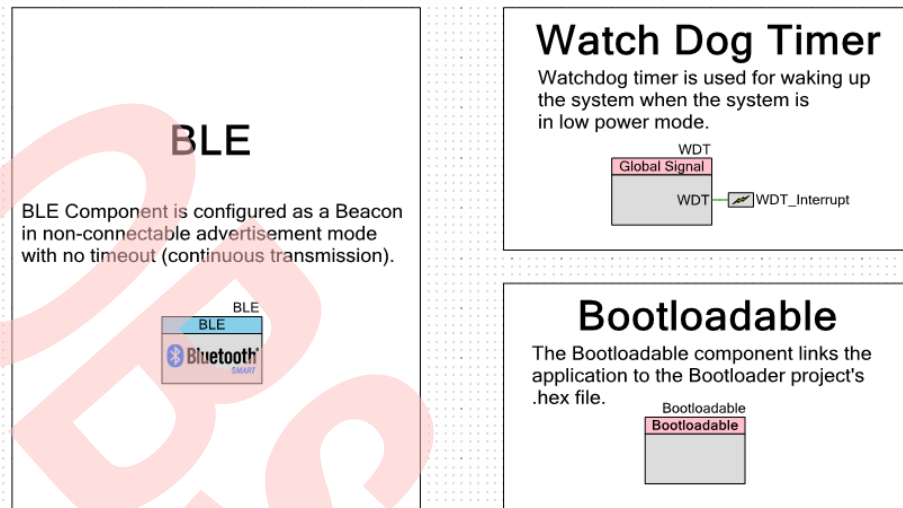 BLE
BLE Component is configured as a Beacon
in non-connectable advertisement mode
with no timeout (continuous transmission).
BLE
BLE
Bluetooth
SMART
Watch Dog Timer
Watchdog timer is used for waking up
the system when the system is
in low power mode.
WDT
Global Signal
WDT
WDT_Interrupt
Bootloadable
The Bootloadable component links the
application to the Bootloader project's
.hex file.
Bootloadable
Bootloadable